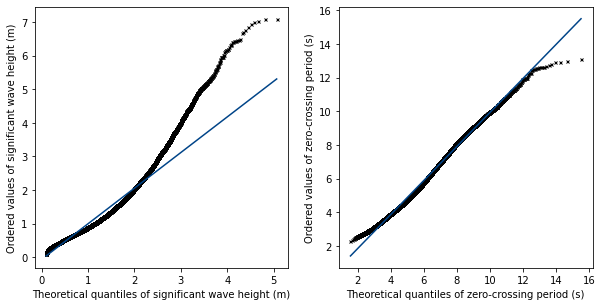 7
6
5
4
3
2
1
0
Ordered values of significant wave height (m)
0 1 2 3 4 5
Theoretical quantiles of significant wave height (m)
16
14
12
10
8
6
4
2
Ordered values of zero-crossing period (s)
2 4 6 8 10 12 14 16
Theoretical quantiles of zero-crossing period (s)